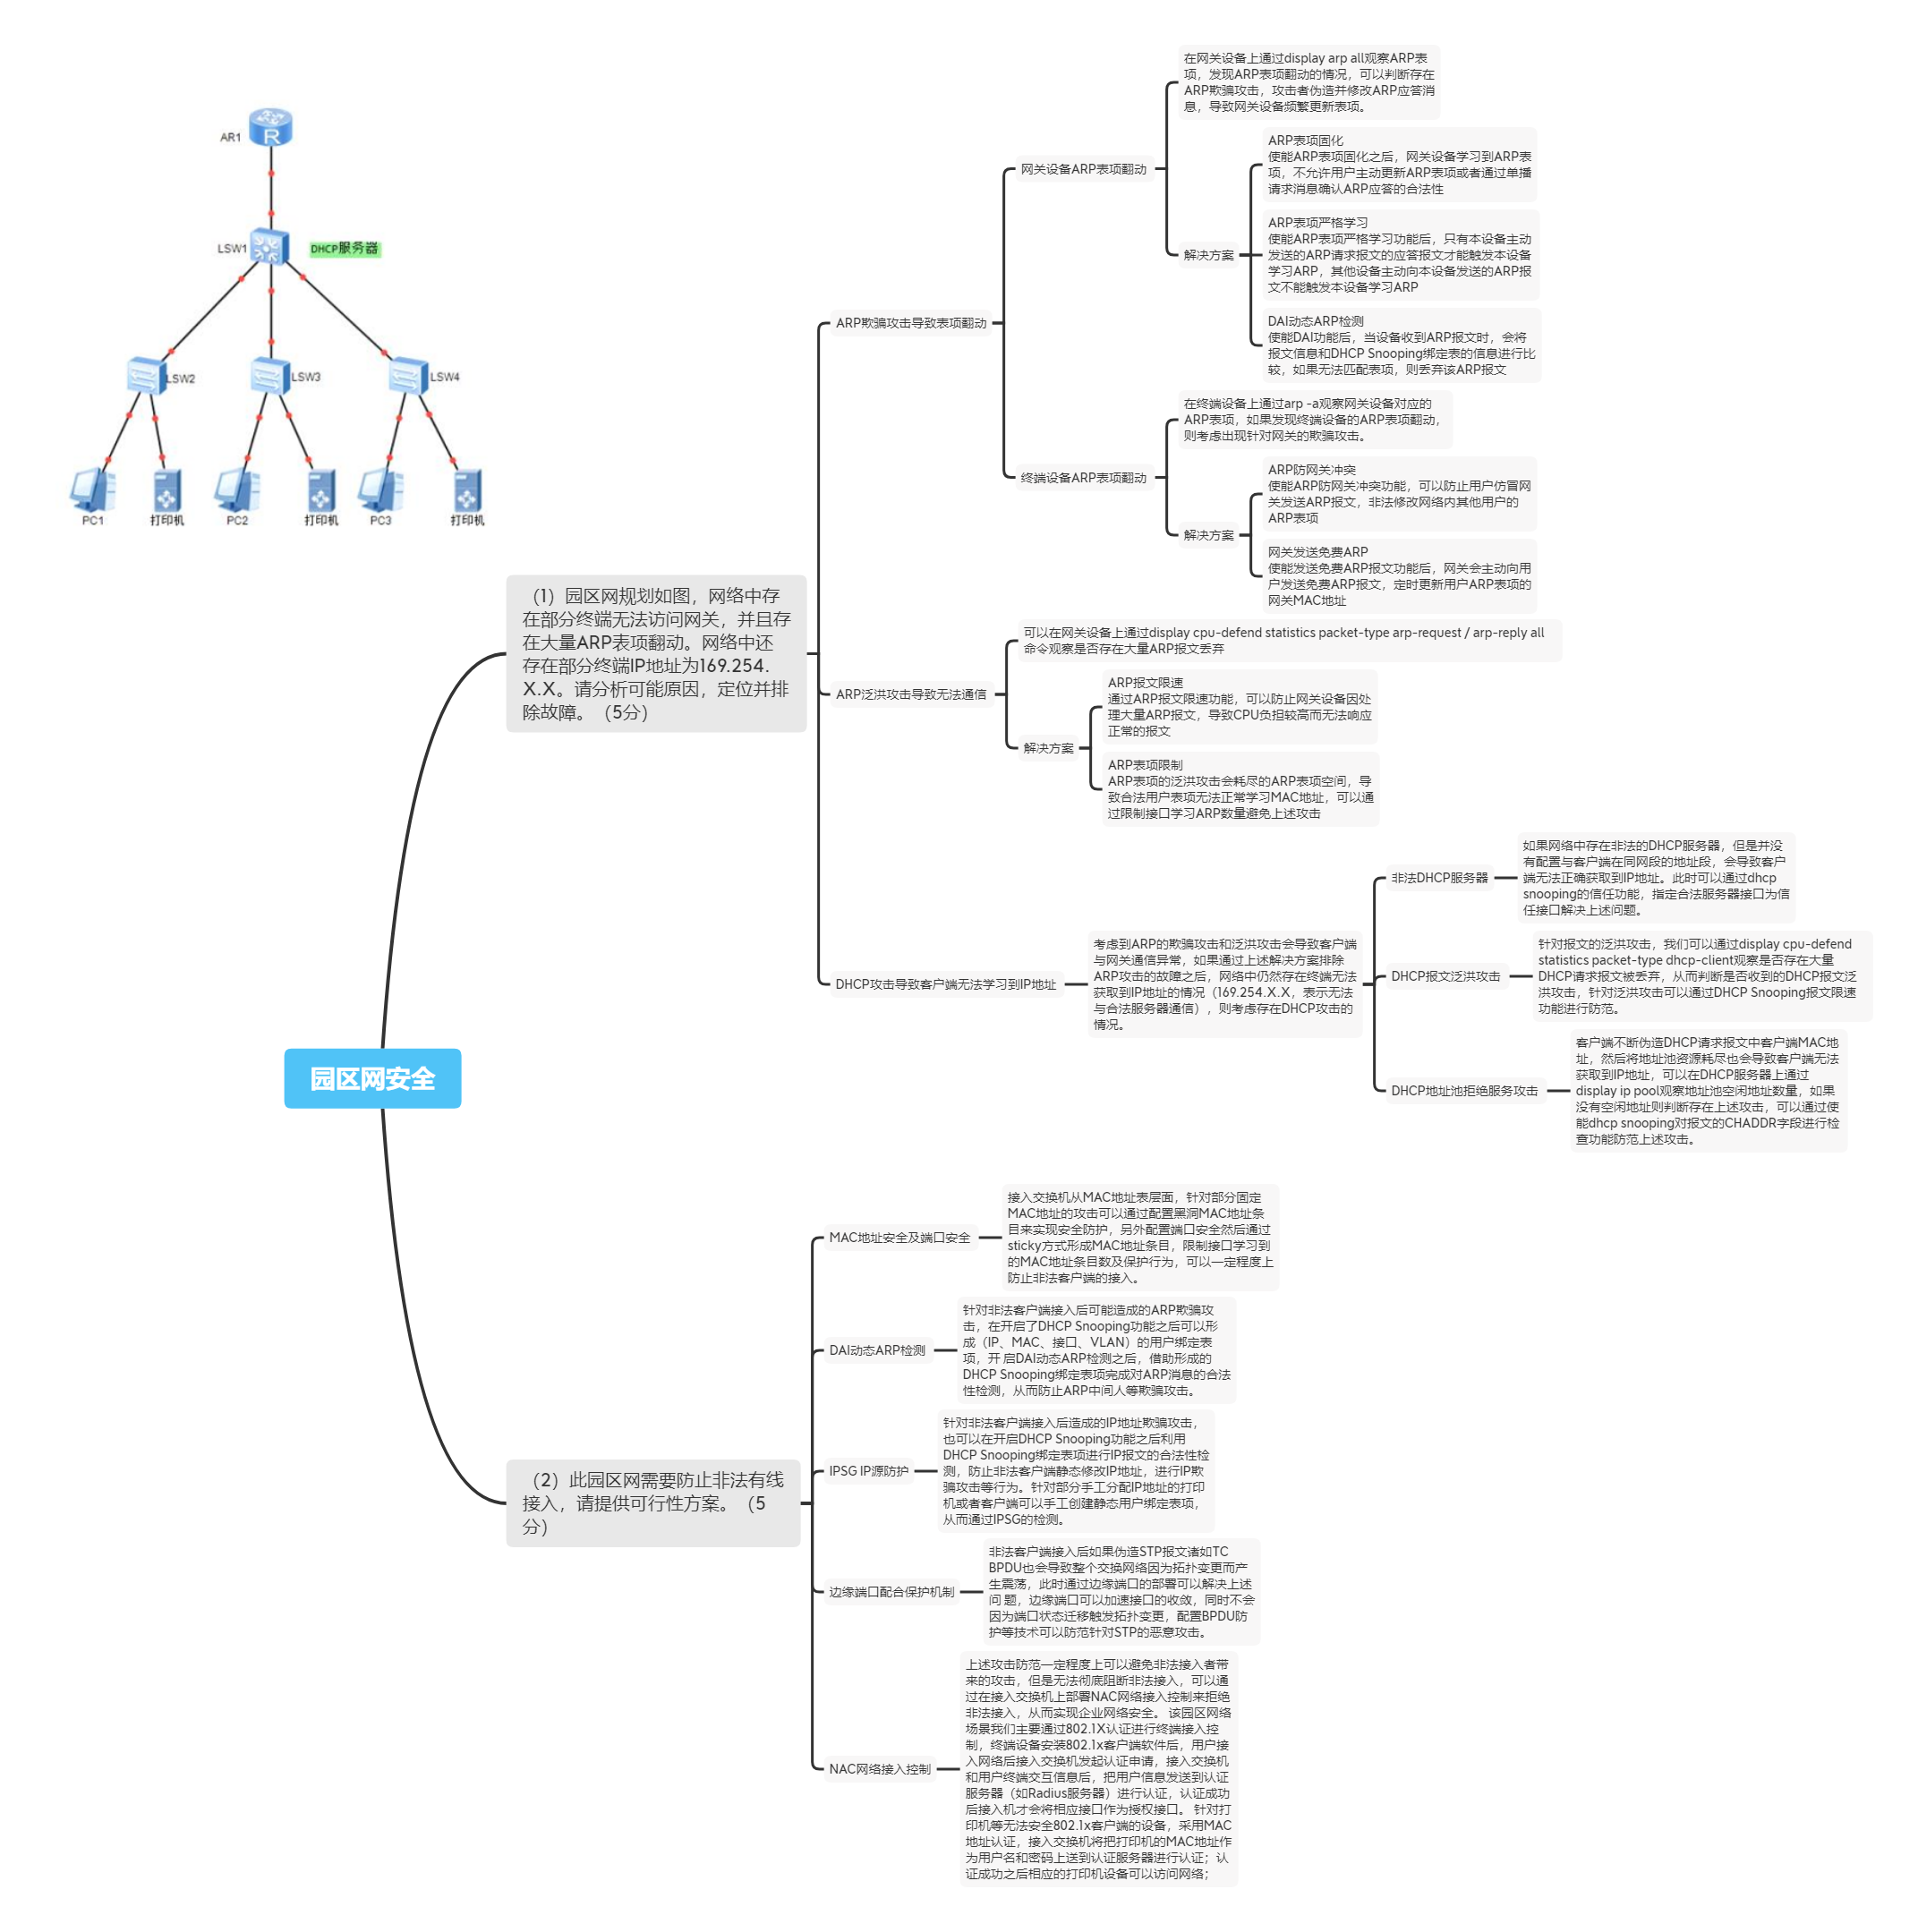 AR1
LSW1
DHCP服务器
LSW2
LSW3
LSW4
PC1
打印机
PC2
打印机
PC3
打印机
园区网安全
（1）园区网规划如图，网络中存
在部分终端无法访问网关，并且存
在大量ARP表项翻动。网络中还
存在部分终端IP地址为169.254.
X.X。请分析可能原因，定位并排
除故障。（5分）
ARP欺骗攻击导致表项翻动
网关设备ARP表项翻动
在网关设备上通过display arp all观察ARP表
项，发现ARP表项翻动的情况，可以判断存在
ARP欺骗攻击，攻击者伪造并修改ARP应答消
息，导致网关设备频繁更新表项。
解决方案
ARP表项固化
使能ARP表项固化之后，网关设备学习到ARP表
项，不允许用户主动更新ARP表项或者通过单播
请求消息确认ARP应答的合法性
ARP表项严格学习
使能ARP表项严格学习功能后，只有本设备主动
发送的ARP请求报文的应答报文才能触发本设备
学习ARP，其他设备主动向本设备发送的ARP报
文不能触发本设备学习ARP
DAI动态ARP检测
使能DAI功能后，当设备收到ARP报文时，会将
报文信息和DHCP Snooping绑定表的信息进行比
较，如果无法匹配表项，则丢弃该ARP报文
终端设备ARP表项翻动
在终端设备上通过arp -a观察网关设备对应的
ARP表项，如果发现终端设备的ARP表项翻动，
则考虑出现针对网关的欺骗攻击。
解决方案
ARP防网关冲突
使能ARP防网关冲突功能，可以防止用户仿冒网
关发送ARP报文，非法修改网络内其他用户的
ARP表项
网关发送免费ARP
使能发送免费ARP报文功能后，网关会主动向用
户发送免费ARP报文，定时更新用户ARP表项的
网关MAC地址
ARP泛洪攻击导致无法通信
可以在网关设备上通过display cpu-defend statistics packet-type arp-request / arp-reply all
命令观察是否存在大量ARP报文丢弃
解决方案
ARP报文限速
通过ARP报文限速功能，可以防止网关设备因处
理大量ARP报文，导致CPU负担较高而无法响应
正常的报文
ARP表项限制
ARP表项的泛洪攻击会耗尽的ARP表项空间，导
致合法用户表项无法正常学习MAC地址，可以通
过限制接口学习ARP数量避免上述攻击
DHCP攻击导致客户端无法学习到IP地址
考虑到ARP的欺骗攻击和泛洪攻击会导致客户端
与网关通信异常，如果通过上述解决方案排除
ARP攻击的故障之后，网络中仍然存在终端无法
获取到IP地址的情况（169.254.X.X，表示无法
与合法服务器通信），则考虑存在DHCP攻击的
情况。
非法DHCP服务器
如果网络中存在非法的DHCP服务器，但是并没
有配置与客户端在同网段的地址段，会导致客户
端无法正确获取到IP地址。此时可以通过dhcp
snooping的信任功能，指定合法服务器接口为信
任接口解决上述问题。
DHCP报文泛洪攻击
针对报文的泛洪攻击，我们可以通过display cpu-defend
statistics packet-type dhcp-client观察是否存在大量
DHCP请求报文被丢弃，从而判断是否收到的DHCP报文泛
洪攻击，针对泛洪攻击可以通过DHCP Snooping报文限速
功能进行防范。
DHCP地址池拒绝服务攻击
客户端不断伪造DHCP请求报文中客户端MAC地
址，然后将地址池资源耗尽也会导致客户端无法
获取到IP地址，可以在DHCP服务器上通过
display ip pool观察地址池空闲地址数量，如果
没有空闲地址则判断存在上述攻击，可以通过使
能dhcp snooping对报文的CHADDR字段进行检
查功能防范上述攻击。
（2）此园区网需要防止非法有线
接入，请提供可行性方案。（5
分）
MAC地址安全及端口安全
接入交换机从MAC地址表层面，针对部分固定
MAC地址的攻击可以通过配置黑洞MAC地址条
目来实现安全防护，另外配置端口安全然后通过
sticky方式形成MAC地址条目，限制接口学习到
的MAC地址条目数及保护行为，可以一定程度上
防止非法客户端的接入。
DAI动态ARP检测
针对非法客户端接入后可能造成的ARP欺骗攻
击，在开启了DHCP Snooping功能之后可以形
成（IP、MAC、接口、VLAN）的用户绑定表
项，开 启DAI动态ARP检测之后，借助形成的
DHCP Snooping绑定表项完成对ARP消息的合法
性检测，从而防止ARP中间人等欺骗攻击。
IPSG IP源防护
针对非法客户端接入后造成的IP地址欺骗攻击，
也可以在开启DHCP Snooping功能之后利用
DHCP Snooping绑定表项进行IP报文的合法性检
测，防止非法客户端静态修改IP地址，进行IP欺
骗攻击等行为。针对部分手工分配IP地址的打印
机或者客户端可以手工创建静态用户绑定表项，
从而通过IPSG的检测。
边缘端口配合保护机制
非法客户端接入后如果伪造STP报文诸如TC
BPDU也会导致整个交换网络因为拓扑变更而产
生震荡，此时通过边缘端口的部署可以解决上述
问 题，边缘端口可以加速接口的收敛，同时不会
因为端口状态迁移触发拓扑变更，配置BPDU防
护等技术可以防范针对STP的恶意攻击。
NAC网络接入控制
上述攻击防范一定程度上可以避免非法接入者带
来的攻击，但是无法彻底阻断非法接入，可以通
过在接入交换机上部署NAC网络接入控制来拒绝
非法接入，从而实现企业网络安全。 该园区网络
场景我们主要通过802.1X认证进行终端接入控
制，终端设备安装802.1x客户端软件后，用户接
入网络后接入交换机发起认证申请，接入交换机
和用户终端交互信息后，把用户信息发送到认证
服务器（如Radius服务器）进行认证，认证成功
后接入机才会将相应接口作为授权接口。 针对打
印机等无法安全802.1x客户端的设备，采用MAC
地址认证，接入交换机将把打印机的MAC地址作
为用户名和密码上送到认证服务器进行认证；认
证成功之后相应的打印机设备可以访问网络；